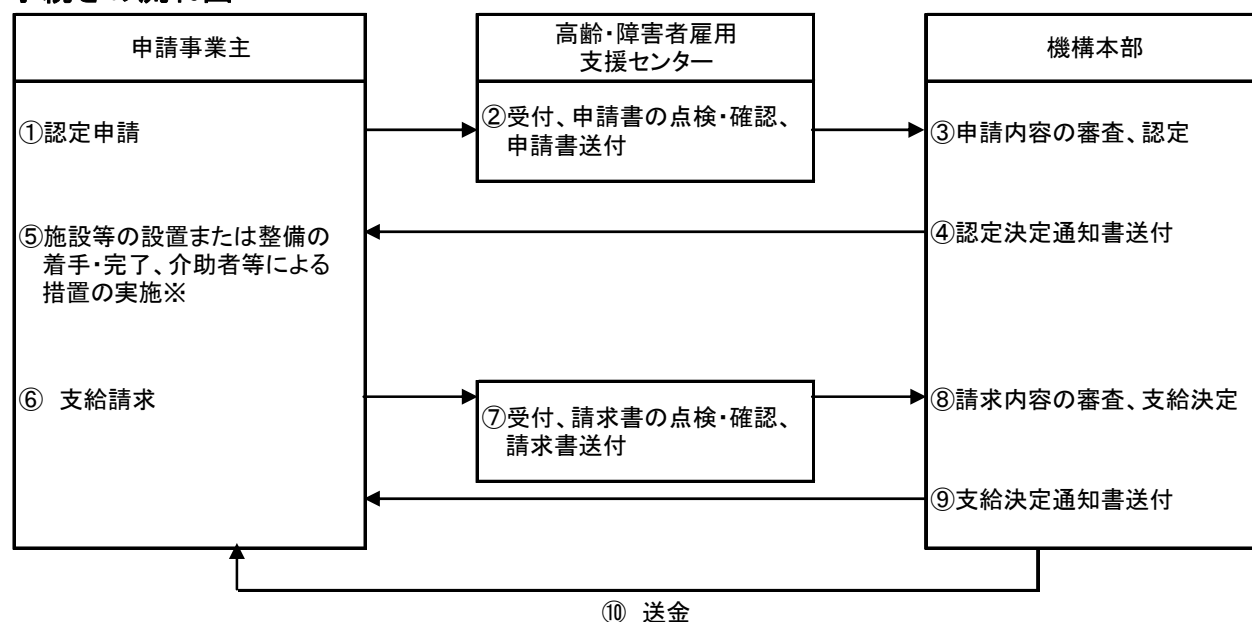 申請事業主
高齢・障害者雇用
支援センター
機構本部
①認定申請
②受付、申請書の点検・確認、
申請書送付
③申請内容の審査、認定
④認定決定通知書送付
⑤施設等の設置または整備の
着手・完了、介助者等による
措置の実施※
⑥ 支給請求
⑦受付、請求書の点検・確認、
請求書送付
⑧請求内容の審査、支給決定
⑨支給決定通知書送付
⑩ 送金